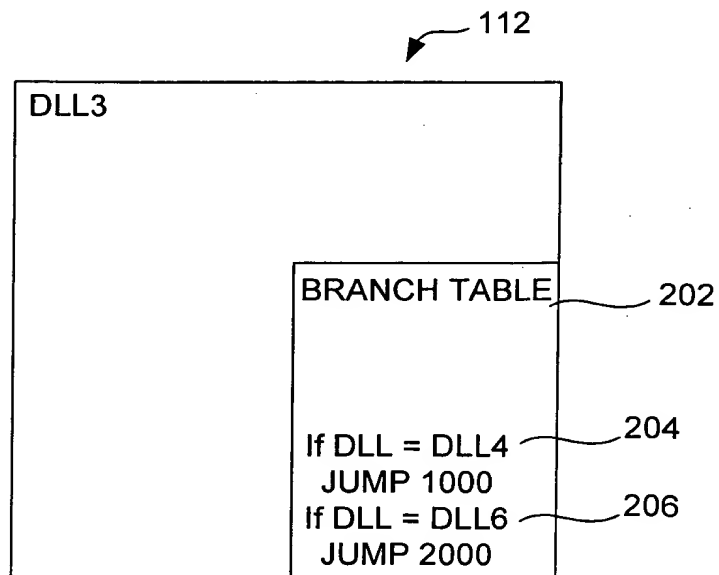 112
DLL3
BRANCH TABLE
202
If DLL = DLL4
204
JUMP 1000
If DLL = DLL6
206
JUMP 2000